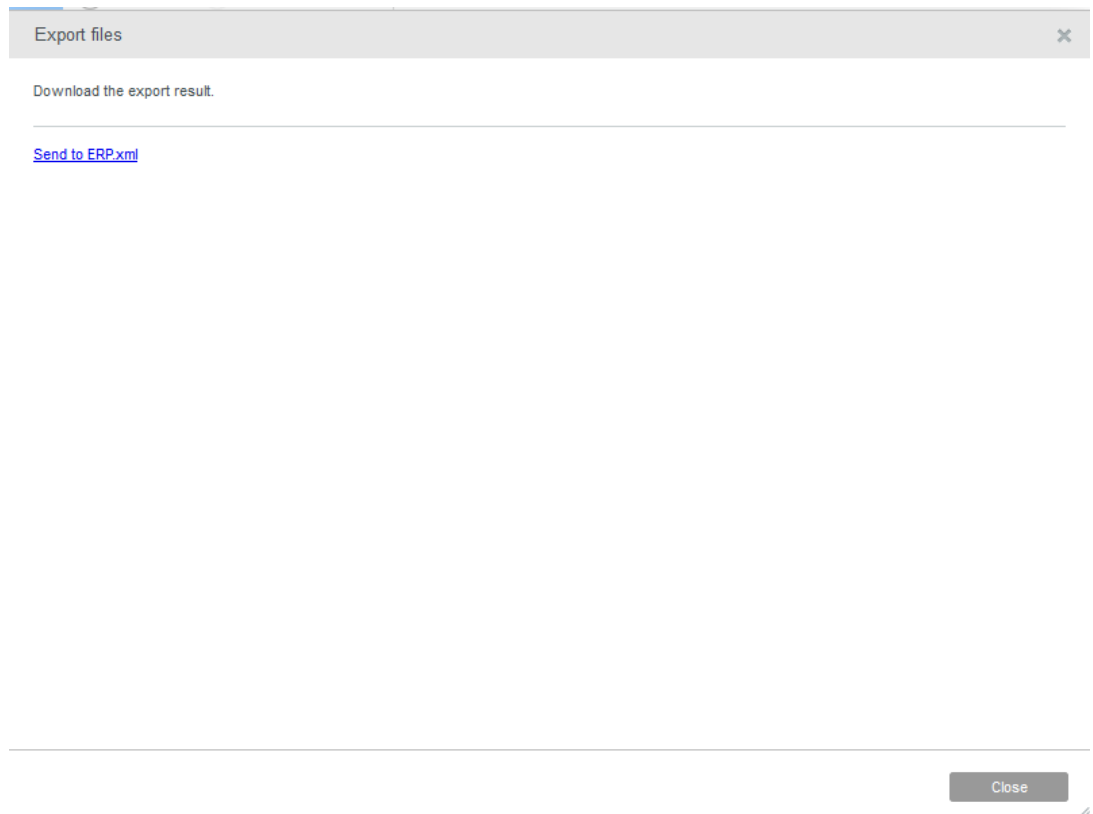 Export files
Download the export result.
Send to ERP.xml
Close